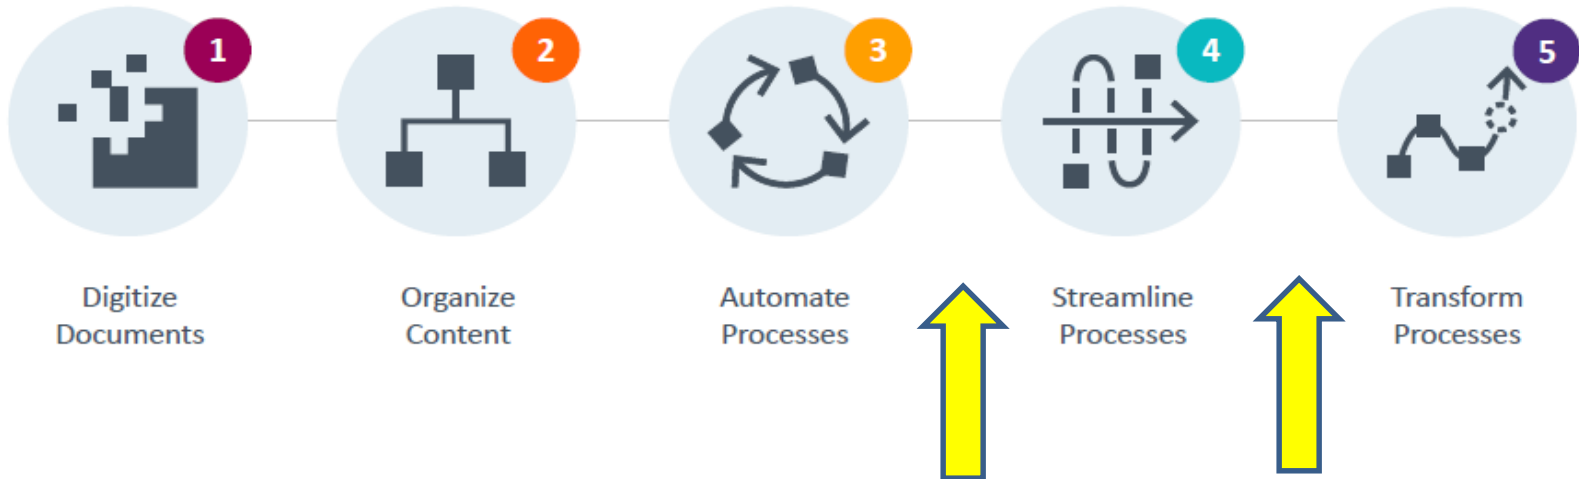 1
2
3
4
5
Digitize
Documents
Organize
Content
Automate
Processes
Streamline
Processes
Transform
Processes